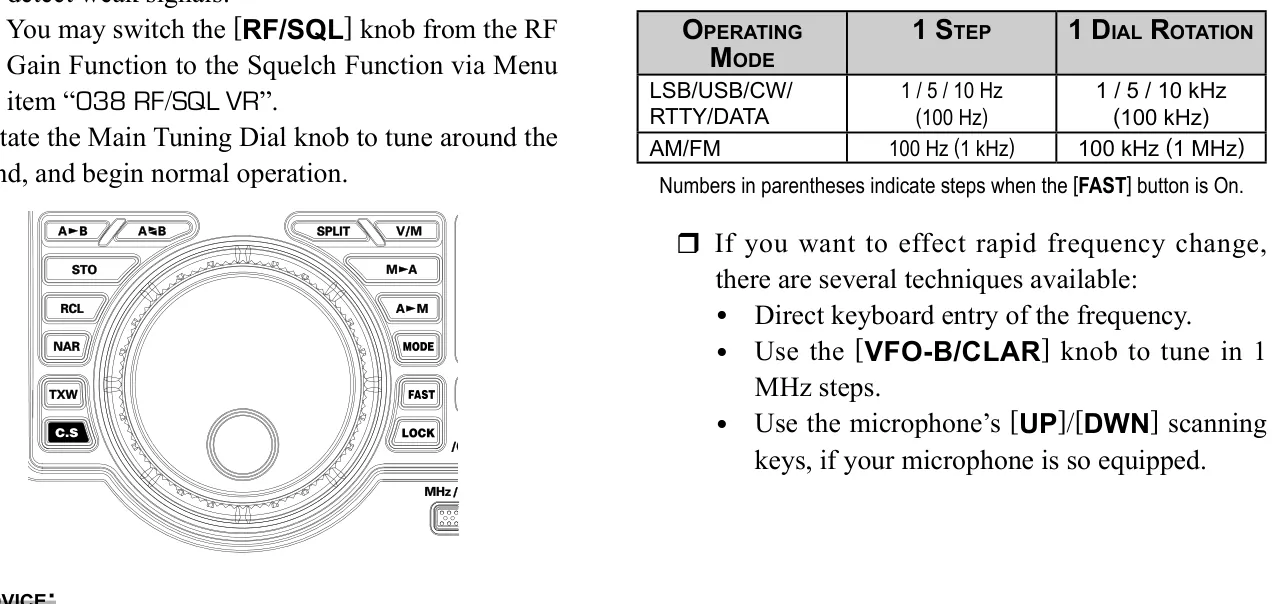 You may switch the [RF/SQL] knob from the RF
Gain Function to the Squelch Function via Menu
item “038 RF/SQL VR”.
tate the Main Tuning Dial knob to tune around the
nd, and begin normal operation.
A►B A⇆B SPLIT V/M
STO M►A
RCL A►M
NAR MODE
TXW FAST
C.S LOCK
MHz/
OPERATING MODE 1 STEP 1 DIAL ROTATION
LSB/USB/CW/ 1 / 5 / 10 Hz 1 / 5 / 10 kHz
RTTY/DATA (100 Hz) (100 kHz)
AM/FM 100 Hz (1 kHz) 100 kHz (1 MHz)
Numbers in parentheses indicate steps when the [FAST] button is On.
❒ If you want to effect rapid frequency change,
there are several techniques available:
• Direct keyboard entry of the frequency.
• Use the [VFO-B/CLAR] knob to tune in 1
MHz steps.
• Use the microphone’s [UP]/[DWN] scanning
keys, if your microphone is so equipped.